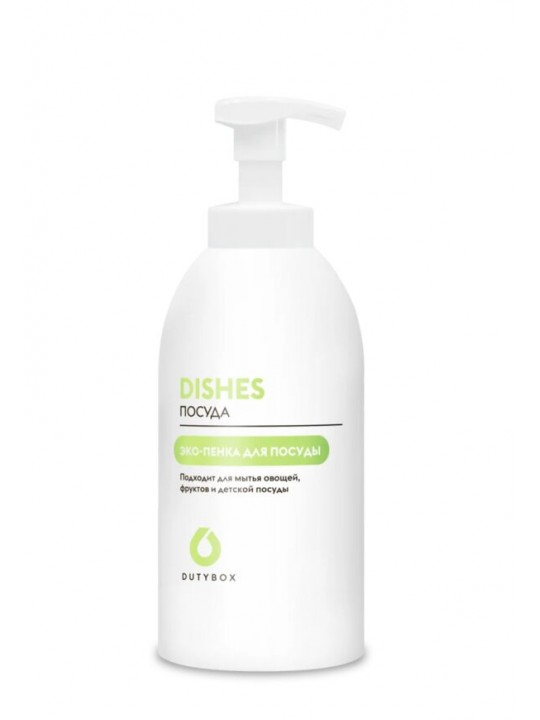 DISHES
ПОСУДА
ЭКО-ПЕНКА ДЛЯ ПОСУДЫ
Подходит для мытья овощей,
фруктов и детской посуды
DUTYBOX